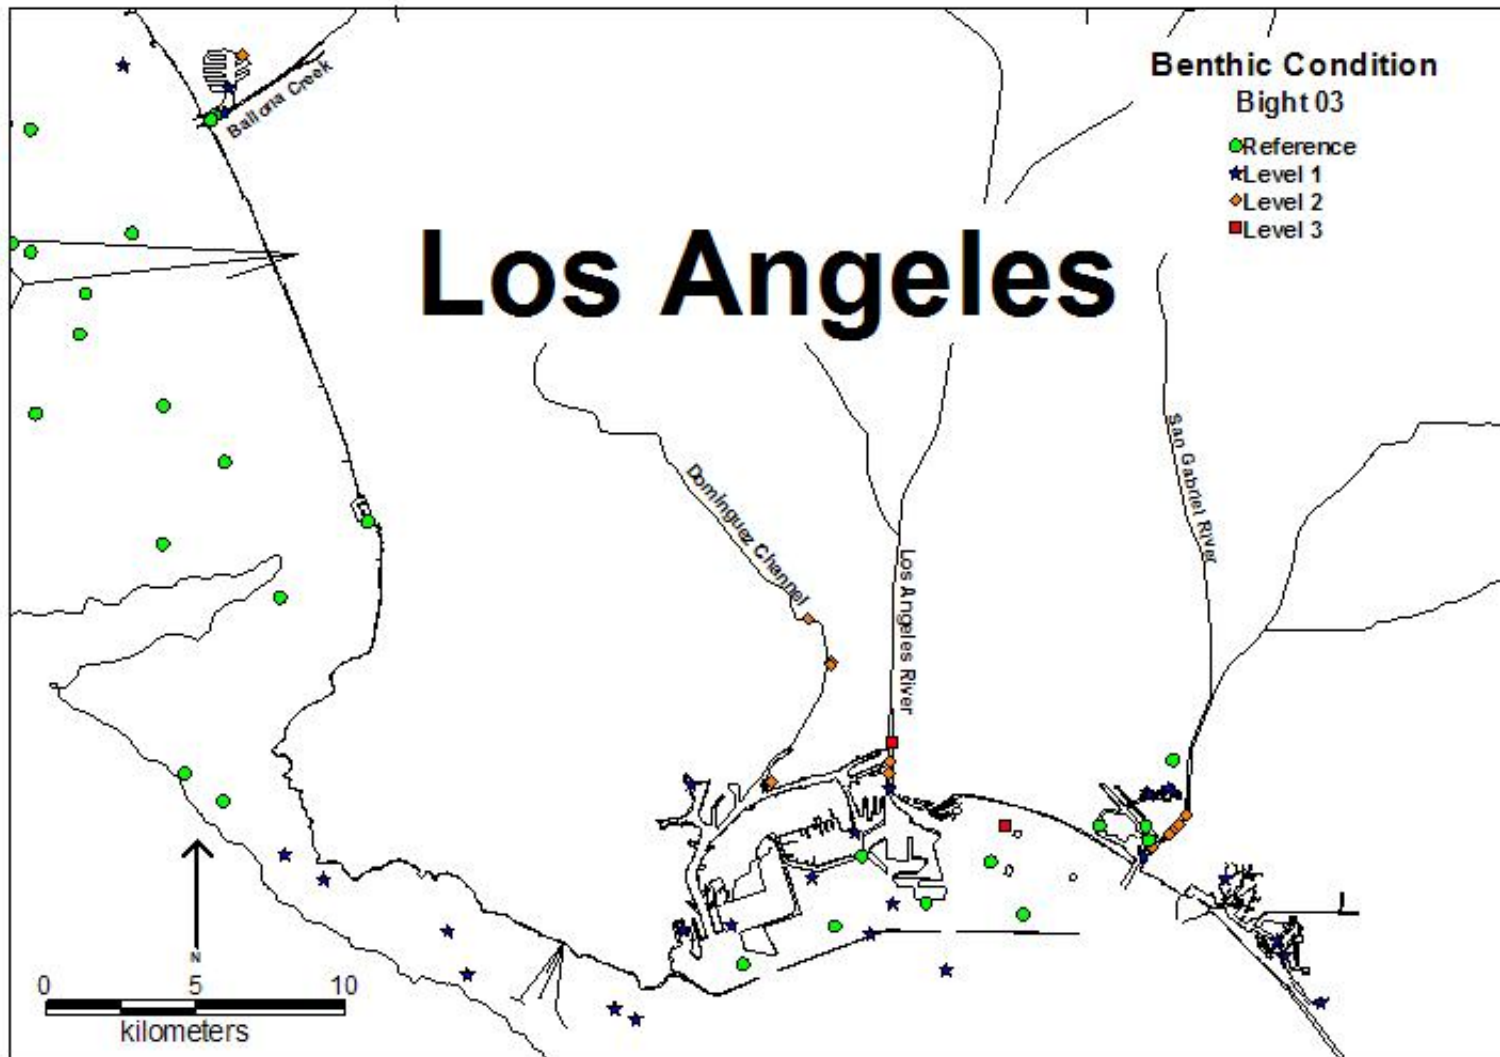 Benthic Condition
Bight 03
Reference
Level 1
Level 2
Level 3
Ballona Creek
Los Angeles
Dominguez Channel
Los Angeles River
San Gabriel River
N
0 5 10
kilometers